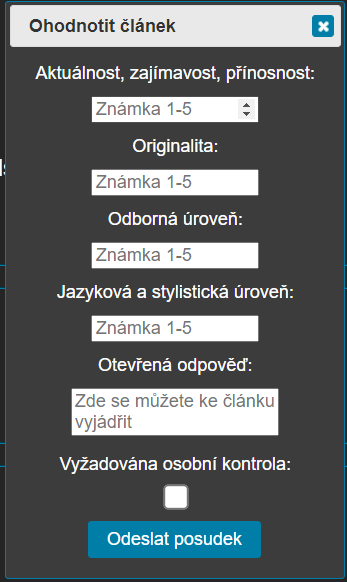 Ohodnotit článek
Aktuálnost, zajímavost, přínosnost:
Známka 1-5
Originalita:
Známka 1-5
Odborná úroveň:
Známka 1-5
Jazyková a stylistická úroveň:
Známka 1-5
Otevřená odpověď:
Zde se můžete ke článku
vyjádřit
Vyžadována osobní kontrola:
Odeslat posudek